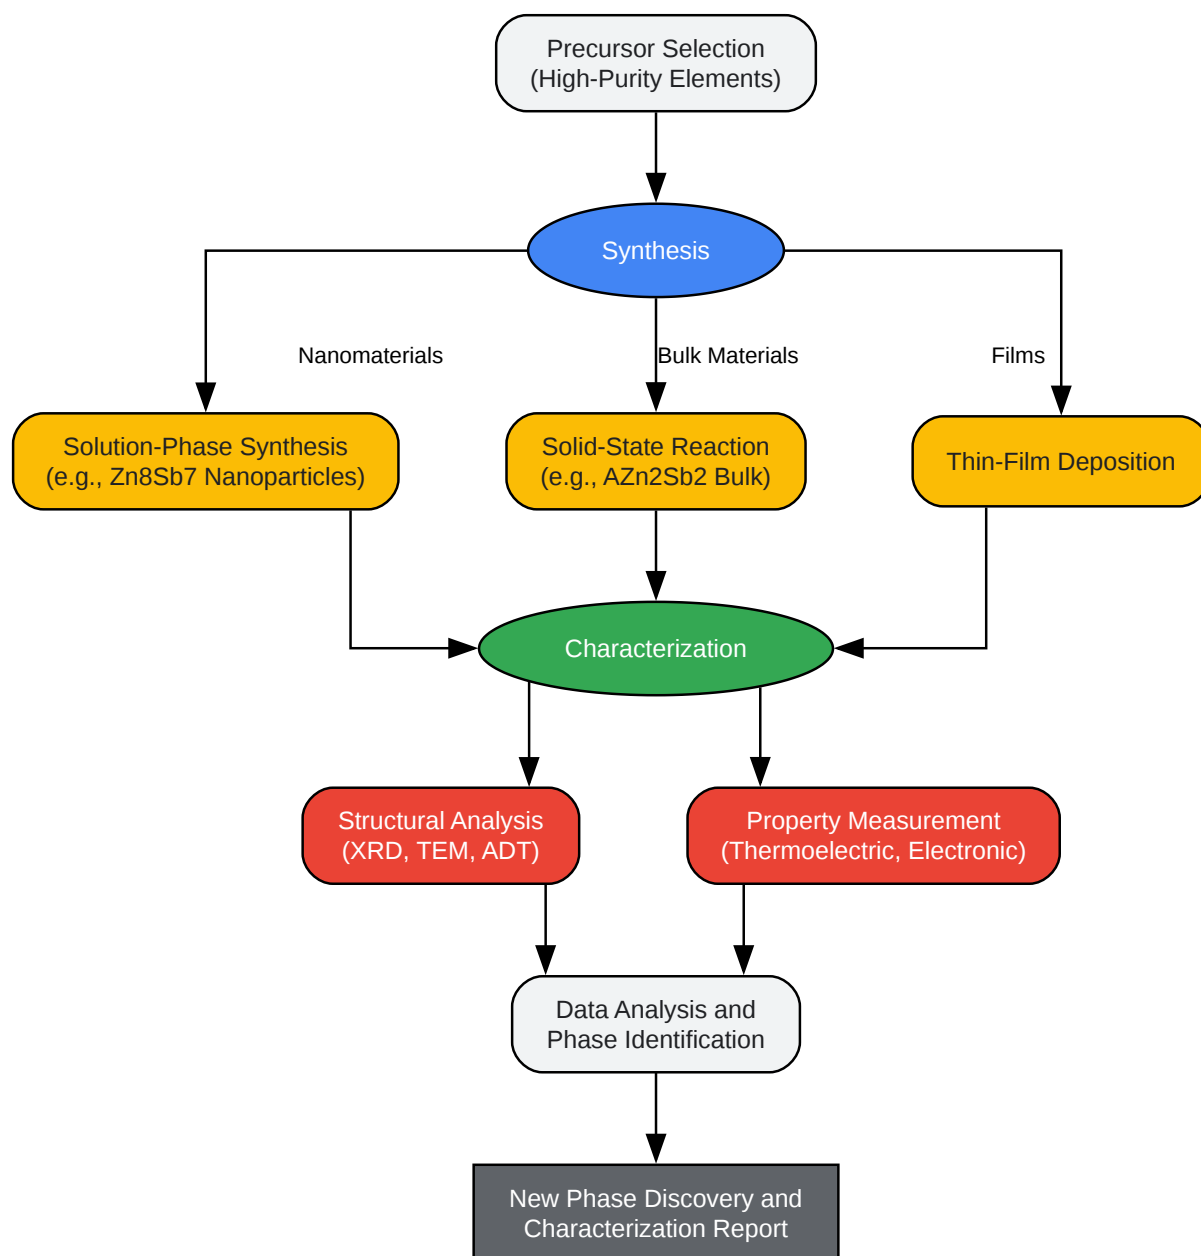 Precursor Selection
(High-Purity Elements)
Synthesis
Nanomaterials
Bulk Materials
Films
Solution-Phase Synthesis
(e.g., Zn8Sb7 Nanoparticles)
Solid-State Reaction
(e.g., AZn2Sb2 Bulk)
Thin-Film Deposition
Characterization
Structural Analysis
(XRD, TEM, ADT)
Property Measurement
(Thermoelectric, Electronic)
Data Analysis and
Phase Identification
New Phase Discovery and
Characterization Report